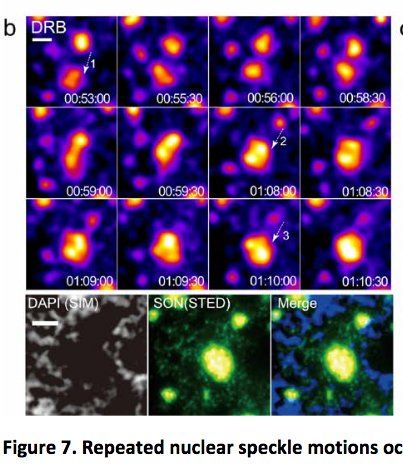 b
c
DRB
1
00:53:00
00:55:30
00:56:00
00:58:30
2
00:59:00
00:59:30
01:08:00
01:08:30
3
01:09:00
01:09:30
01:10:00
01:10:30
DAPI (SIM)
SON(STED)
Merge
Figure 7. Repeated nuclear speckle motions oc